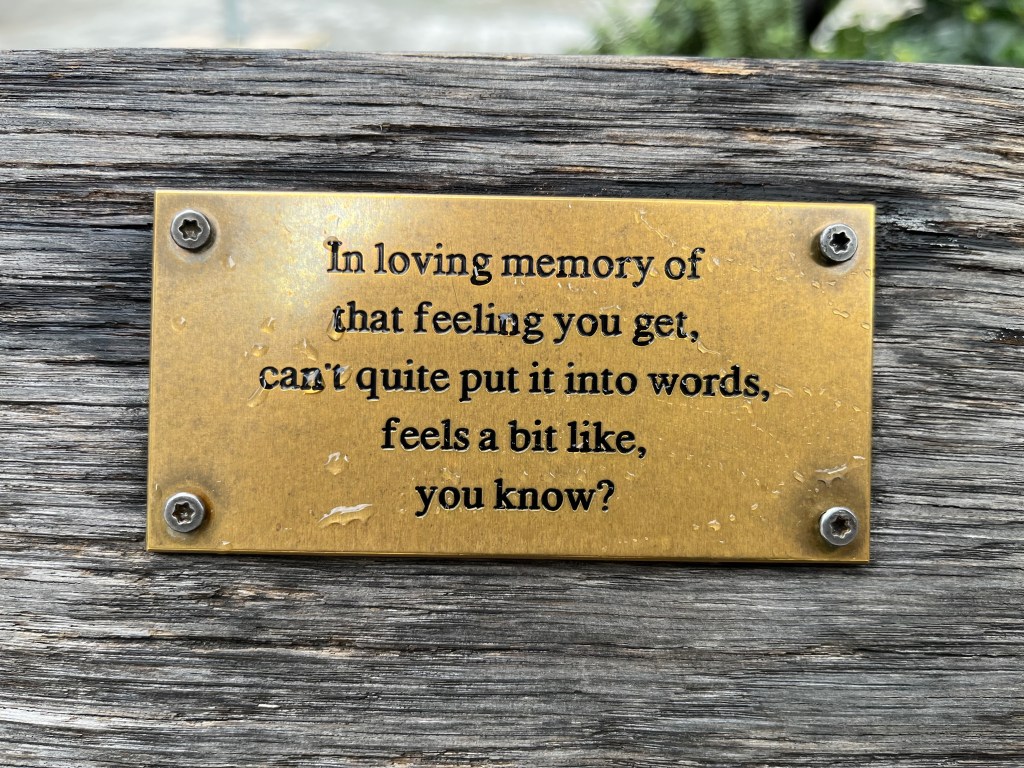 In loving memory of
that feeling you get,
can't quite put it into words,
feels a bit like,
you know?